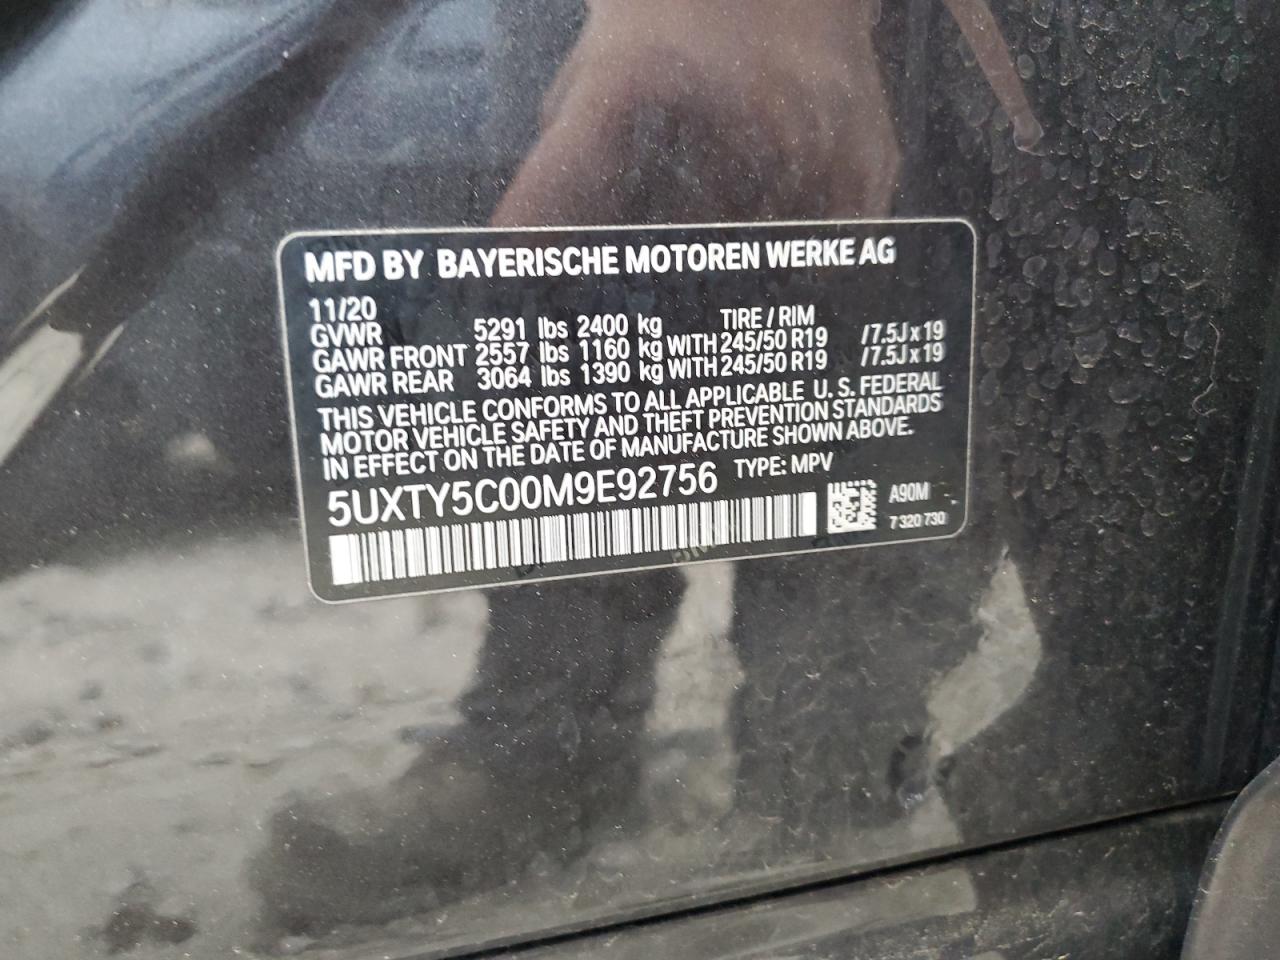 MFD BY BAYERISCHE MOTOREN WERKE AG
11/20 TIRE / RIM
GVWR 5291 lbs 2400 kg
GAWR FRONT 2557 lbs 1160 kg WITH 245/50 R19 /7.5J x 19
GAWR REAR 3064 lbs 1390 kg WITH 245/50 R19 /7.5J x 19
THIS VEHICLE CONFORMS TO ALL APPLICABLE U. S. FEDERAL
MOTOR VEHICLE SAFETY AND THEFT PREVENTION STANDARDS
IN EFFECT ON THE DATE OF MANUFACTURE SHOWN ABOVE.
5UXTY5C00M9E92756 TYPE: MPV
A90M
7 320 730